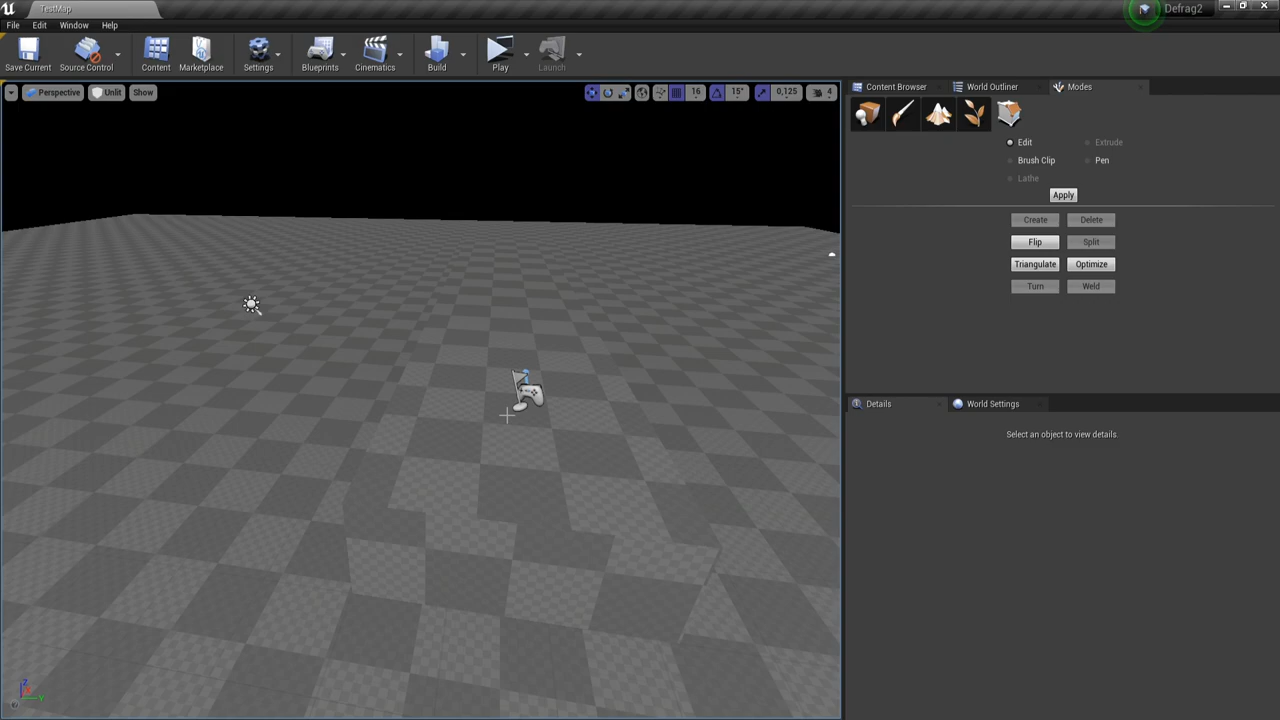 TestMap
Defrag2
File Edit Window Help
Save Current Source Control Content Marketplace Settings Blueprints Cinematics Build Play Launch
Perspective Unlit Show 16 15° 0,125 4
Content Browser World Outliner Modes
Edit Extrude
Brush Clip Pen
Lathe
Apply
Create Delete
Flip Split
Triangulate Optimize
Turn Weld
Details World Settings
Select an object to view details.
Z
Y